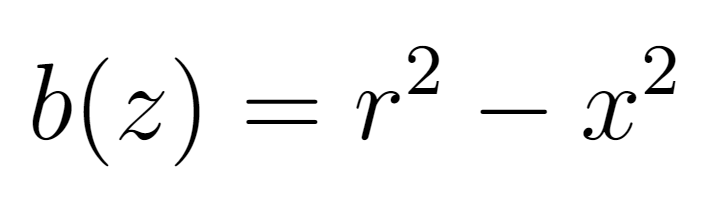 b(z) = r² − x²